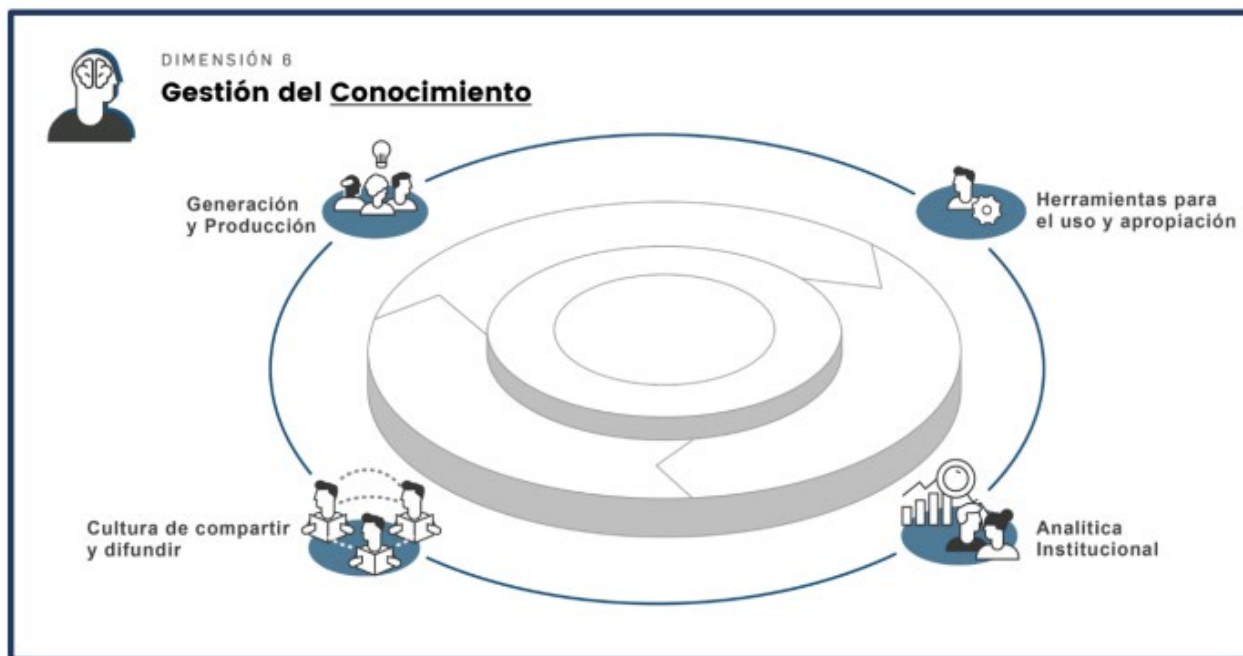 DIMENSIÓN 6
Gestión del Conocimiento
Generación
y Producción
Herramientas para
el uso y apropiación
Cultura de compartir
y difundir
Analítica
Institucional